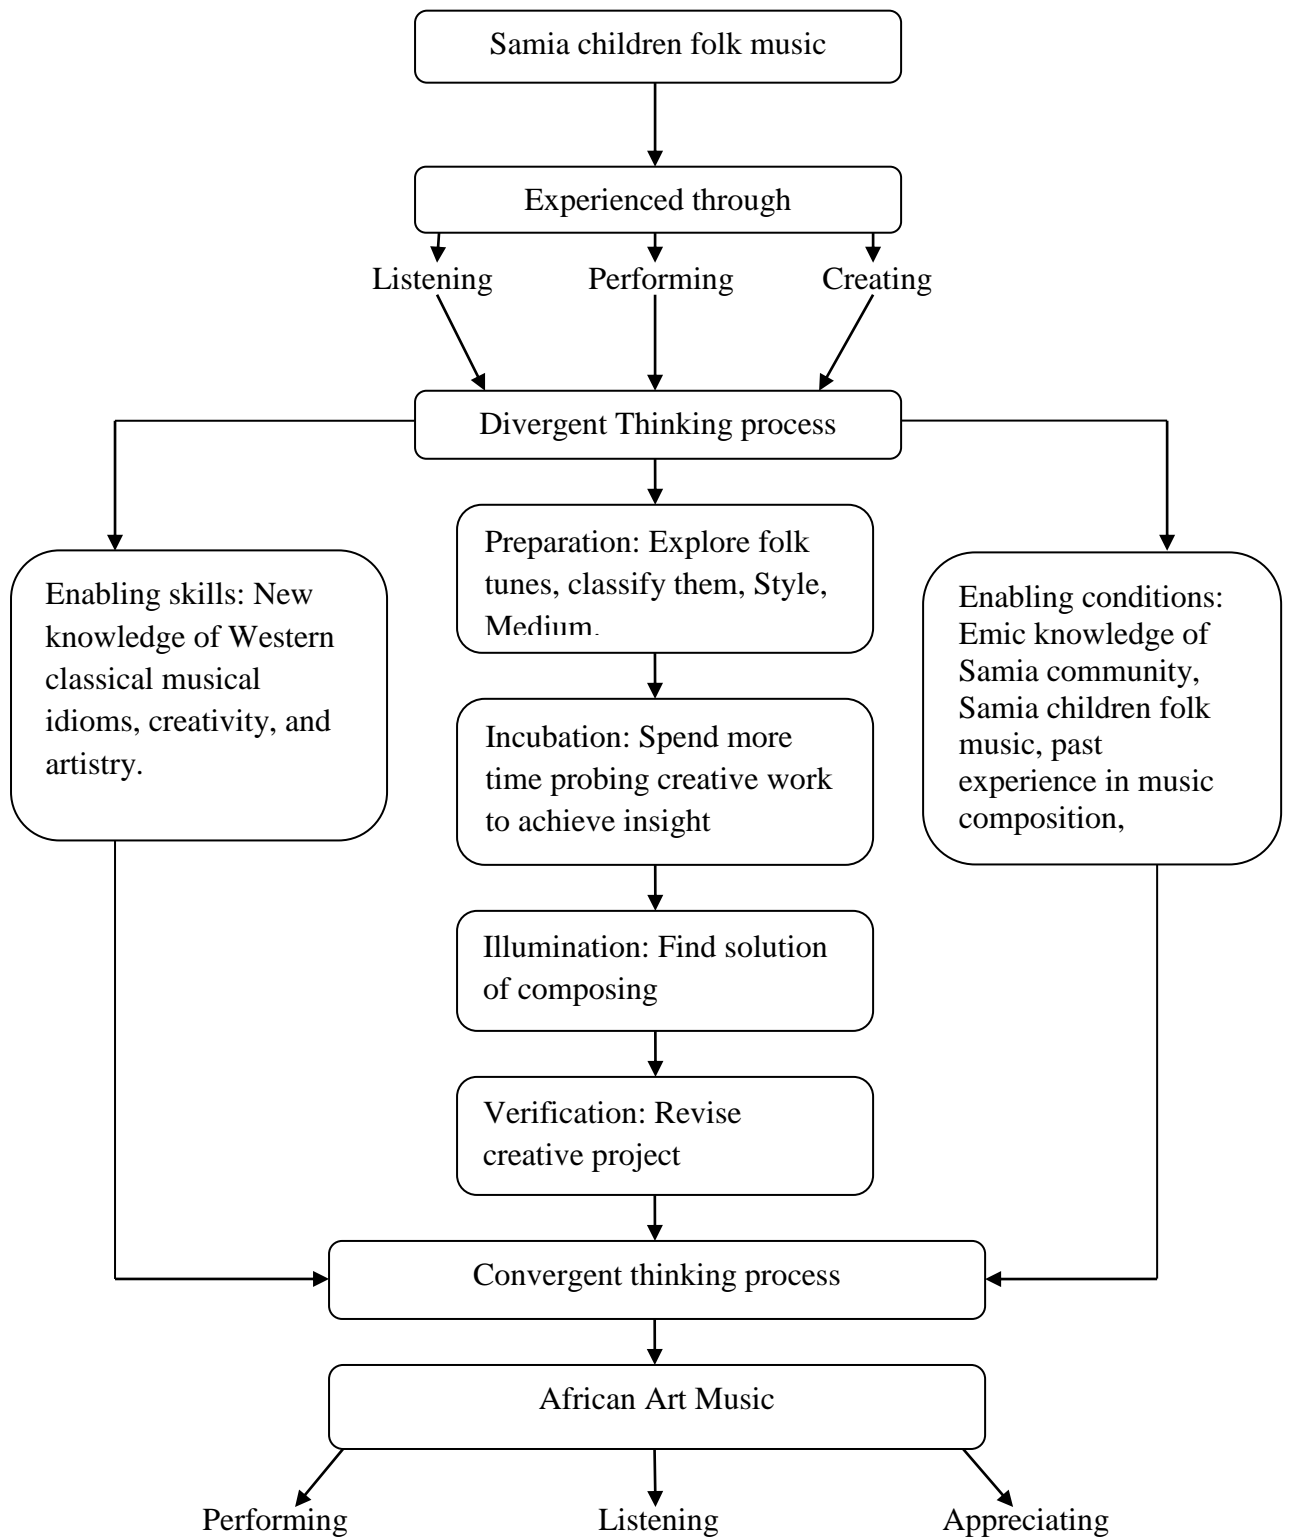 Samia children folk music
Experienced through
Listening
Performing
Creating
Divergent Thinking process
Enabling skills: New
knowledge of Western
classical musical
idioms, creativity, and
artistry.
Preparation: Explore folk
tunes, classify them, Style,
Medium.
Incubation: Spend more
time probing creative work
to achieve insight
Illumination: Find solution
of composing
Verification: Revise
creative project
Enabling conditions:
Emic knowledge of
Samia community,
Samia children folk
music, past
experience in music
composition,
Convergent thinking process
African Art Music
Performing
Listening
Appreciating